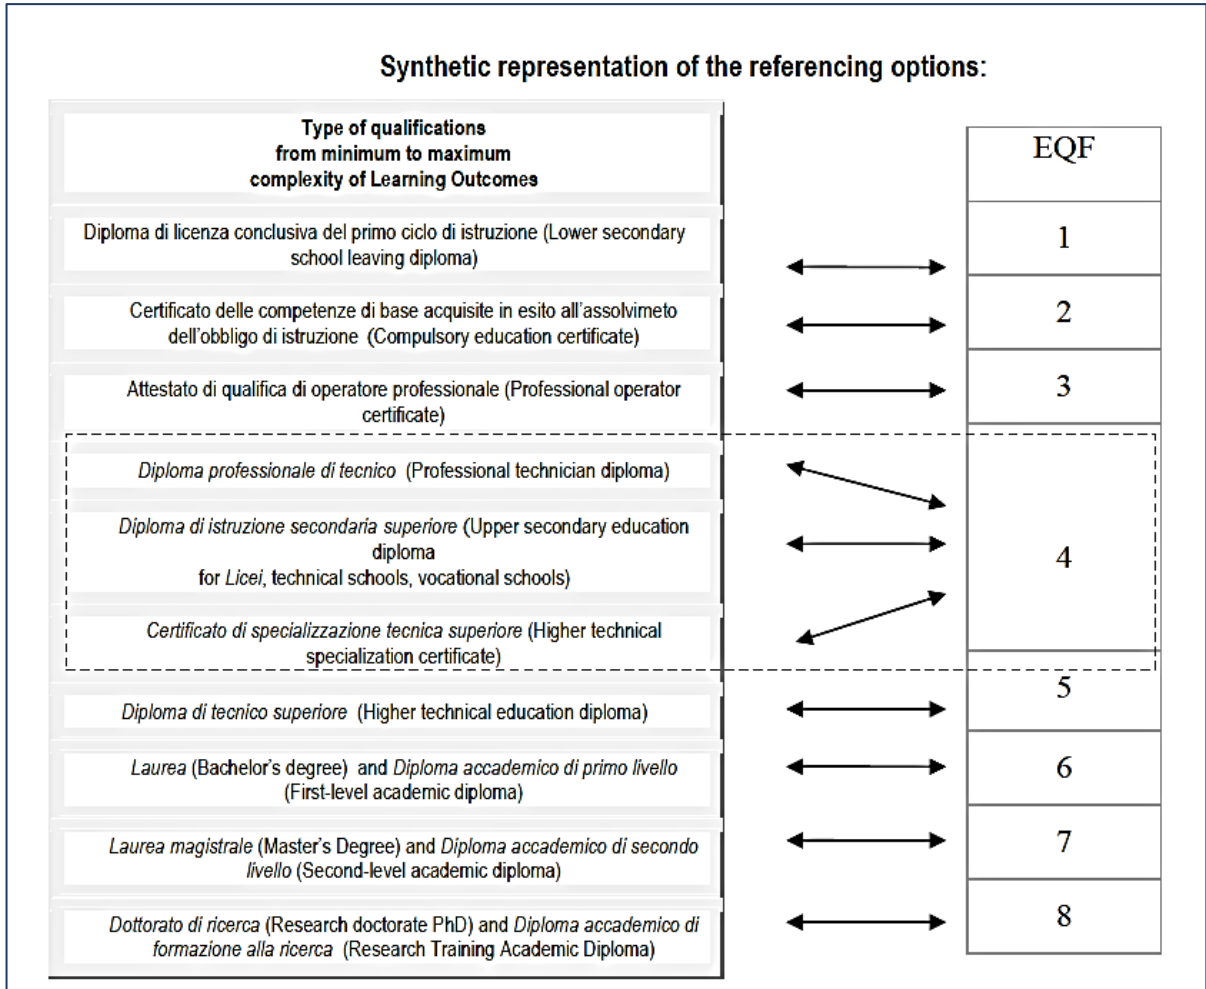 Synthetic representation of the referencing options:
Type of qualifications
from minimum to maximum
complexity of Learning Outcomes
EQF
Diploma di licenza conclusiva del primo ciclo di istruzione (Lower secondary
school leaving diploma)
1
Certificato delle competenze di base acquisite in esito all'assolvimeto
dell'obbligo di istruzione (Compulsory education certificate)
2
Attestato di qualifica di operatore professionale (Professional operator
certificate)
3
Diploma professionale di tecnico (Professional technician diploma)
Diploma di istruzione secondaria superiore (Upper secondary education
diploma
for Licei, technical schools, vocational schools)
4
Certificato di specializzazione tecnica superiore (Higher technical
specialization certificate)
Diploma di tecnico superiore (Higher technical education diploma)
5
Laurea (Bachelor's degree) and Diploma accademico di primo livello
(First-level academic diploma)
6
Laurea magistrale (Master's Degree) and Diploma accademico di secondo
livello (Second-level academic diploma)
7
Dottorato di ricerca (Research doctorate PhD) and Diploma accademico di
formazione alla ricerca (Research Training Academic Diploma)
8